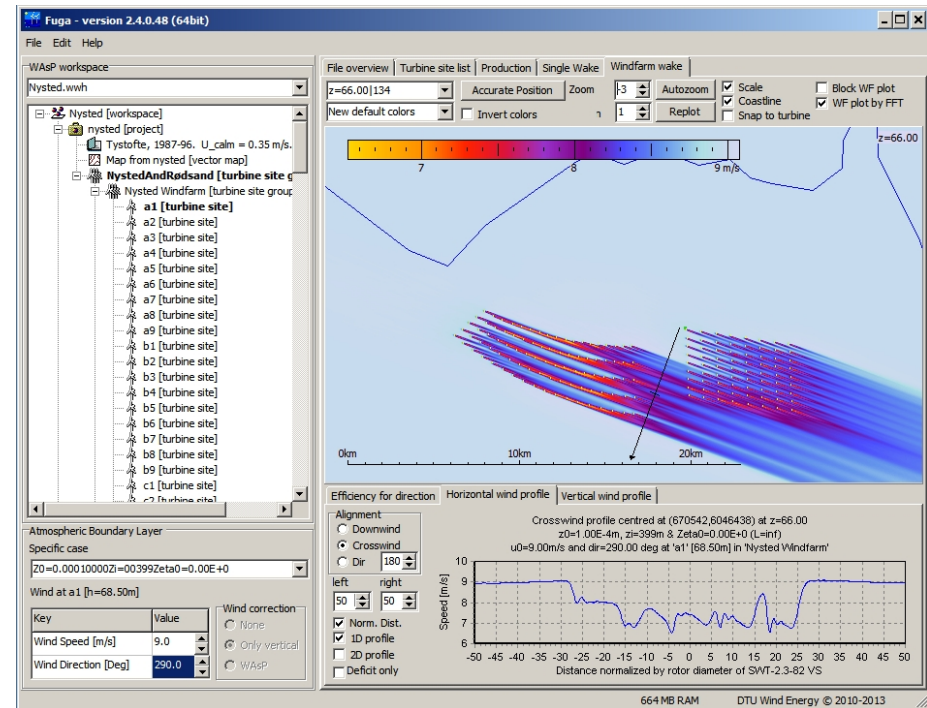 Fuga - version 2.4.0.48 (64bit)
File Edit Help
WAsP workspace
Nysted.wwh
Nysted [workspace]
nysted [project]
Tystofte, 1987-96. U_calm = 0.35 m/s.
Map from nysted [vector map]
NystedAndRødsand [turbine site g
Nysted Windfarm [turbine site group
a1 [turbine site]
a2 [turbine site]
a3 [turbine site]
a4 [turbine site]
a5 [turbine site]
a6 [turbine site]
a7 [turbine site]
a8 [turbine site]
a9 [turbine site]
b1 [turbine site]
b2 [turbine site]
b3 [turbine site]
b4 [turbine site]
b5 [turbine site]
b6 [turbine site]
b7 [turbine site]
b8 [turbine site]
b9 [turbine site]
c1 [turbine site]
c2 [turbine site]
Atmospheric Boundary Layer
Specific case
Z0=0.00010000Zi=00399Zeta0=0.00E+0
Wind at a1 [h=68.50m]
Key Value
Wind Speed [m/s] 9.0
Wind Direction [Deg] 290.0
Wind correction
None
Only vertical
WAsP
File overview Turbine site list Production Single Wake Windfarm wake
z=66.00|134 Accurate Position Zoom -3 Autozoom Scale Block WF plot
Coastline WF plot by FFT
New default colors Invert colors 1 Replot Snap to turbine
z=66.00
7 8 9 m/s
0km 10km 20km
Efficiency for direction Horizontal wind profile Vertical wind profile
Alignment
Downwind
Crosswind
Dir 180
left right
50 50
Norm. Dist.
1D profile
2D profile
Deficit only
Crosswind profile centred at (670542,6046438) at z=66.00
z0=1.00E-4m, zi=399m & Zeta0=0.00E+0 (L=inf)
u0=9.00m/s and dir=290.00 deg at 'a1' [68.50m] in 'Nysted Windfarm'
Speed [m/s]
10
9
8
7
6
-50 -45 -40 -35 -30 -25 -20 -15 -10 -5 0 5 10 15 20 25 30 35 40 45 50
Distance normalized by rotor diameter of SWT-2.3-82 VS
664 MB RAM DTU Wind Energy © 2010-2013